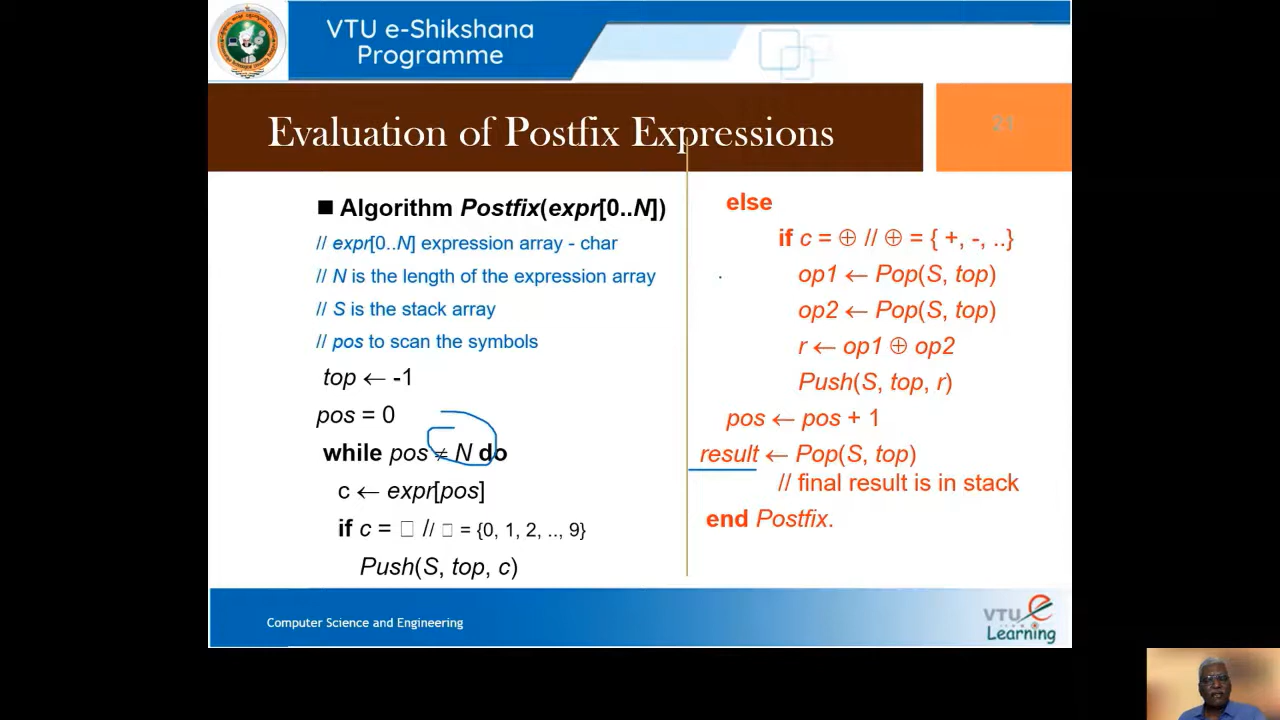 VTU e-Shikshana
Programme
Evaluation of Postfix Expressions
21
■ Algorithm Postfix(expr[0..N])
// expr[0..N] expression array - char
// N is the length of the expression array
// S is the stack array
// pos to scan the symbols
top ← -1
pos = 0
while pos ≠ N do
c ← expr[pos]
if c = □ // □ = {0, 1, 2, .., 9}
Push(S, top, c)
else
if c = ⊕ // ⊕ = { +, -, ..}
op1 ← Pop(S, top)
op2 ← Pop(S, top)
r ← op1 ⊕ op2
Push(S, top, r)
pos ← pos + 1
result ← Pop(S, top)
// final result is in stack
end Postfix.
Computer Science and Engineering
VTU e
Learning